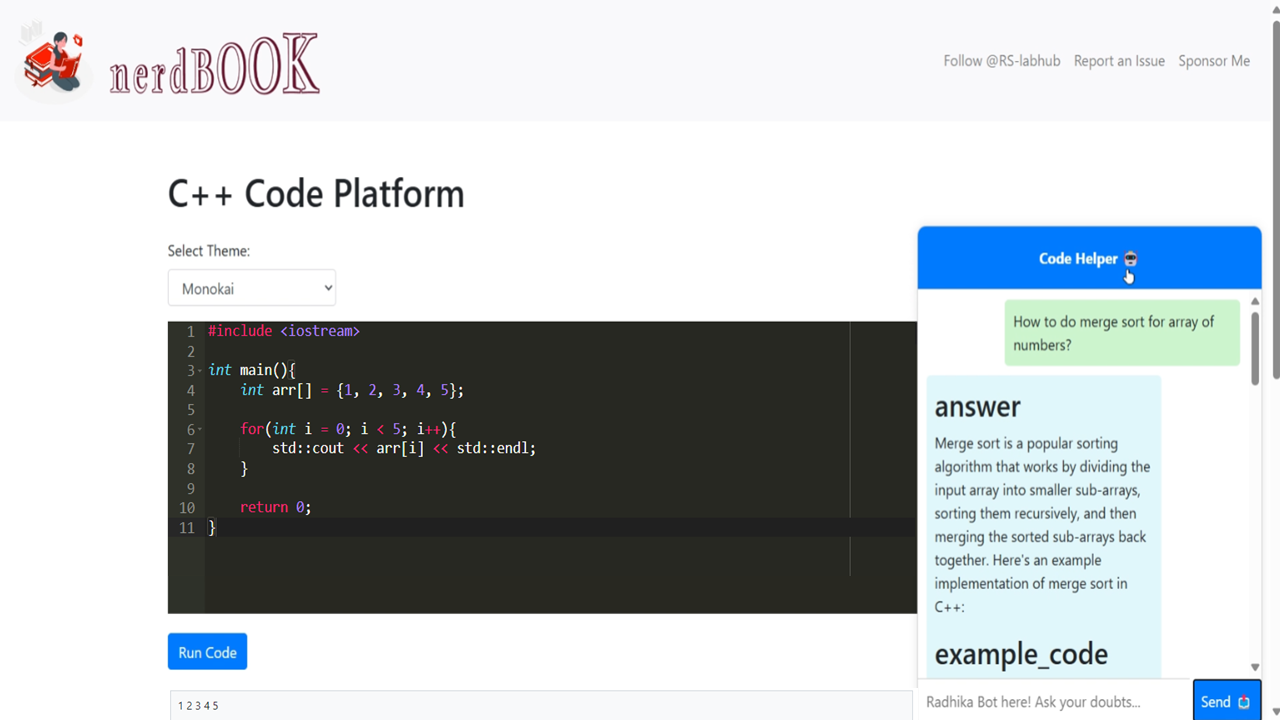 nerdBOOK
Follow @RS-labhub Report an Issue Sponsor Me
C++ Code Platform
Select Theme:
Monokai
1 #include <iostream>
2
3 int main(){
4     int arr[] = {1, 2, 3, 4, 5};
5
6     for(int i = 0; i < 5; i++){
7         std::cout << arr[i] << std::endl;
8     }
9
10     return 0;
11 }
Run Code
1 2 3 4 5
Code Helper
How to do merge sort for array of
numbers?
answer
Merge sort is a popular sorting
algorithm that works by dividing the
input array into smaller sub-arrays,
sorting them recursively, and then
merging the sorted sub-arrays back
together. Here's an example
implementation of merge sort in
C++:
example_code
Radhika Bot here! Ask your doubts...
Send